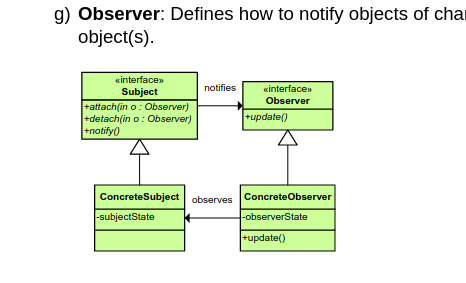 g) Observer: Defines how to notify objects of
object(s).
«interface»
Subject
+attach(in o : Observer)
+detach(in o : Observer)
+notify()
notifies
«interface»
Observer
+update()
ConcreteSubject
-subjectState
observes
ConcreteObserver
-observerState
+update()